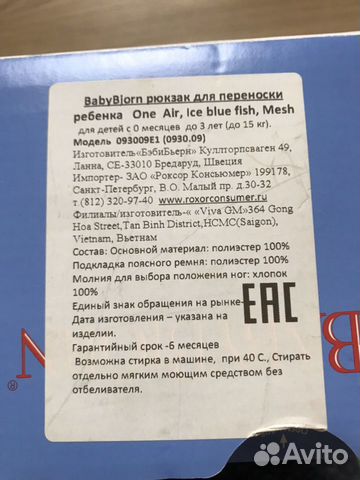 BabyBjorn рюкзак для переноски
ребенка One Air, Ice blue fish, Mesh
для детей с 0 месяцев до 3 лет (до 15 кг).
Модель 093009E1 (0930.09)
Изготовитель«БэбиБьерн» Куллторпсваген 49,
Ланна, СЕ-33010 Бредаруд, Швеция
Импортер- ЗАО «Роксор Консьюмер» 199178,
Санкт-Петербург, В.О. Малый пр. д.30-32
т (812) 320-97-40 www.roxorconsumer.ru
Филиалы/изготовитель-« «Viva GM»364 Gong
Hoa Street,Tan Binh District,HCMC(Saigon),
Vietnam, Вьетнам
Состав: Основной материал: полиэстер 100%
Подкладка поясного ремня: полиэстер 100%
Молния для выбора положения ног: хлопок
100%
Единый знак обращения на рынке- EAC
Дата изготовления – указана на
изделии.
Гарантийный срок -6 месяцев
Возможна стирка в машине, при 40 С., Стирать
отдельно мягким моющим средством без
отбеливателя.
B
N
®
Avito